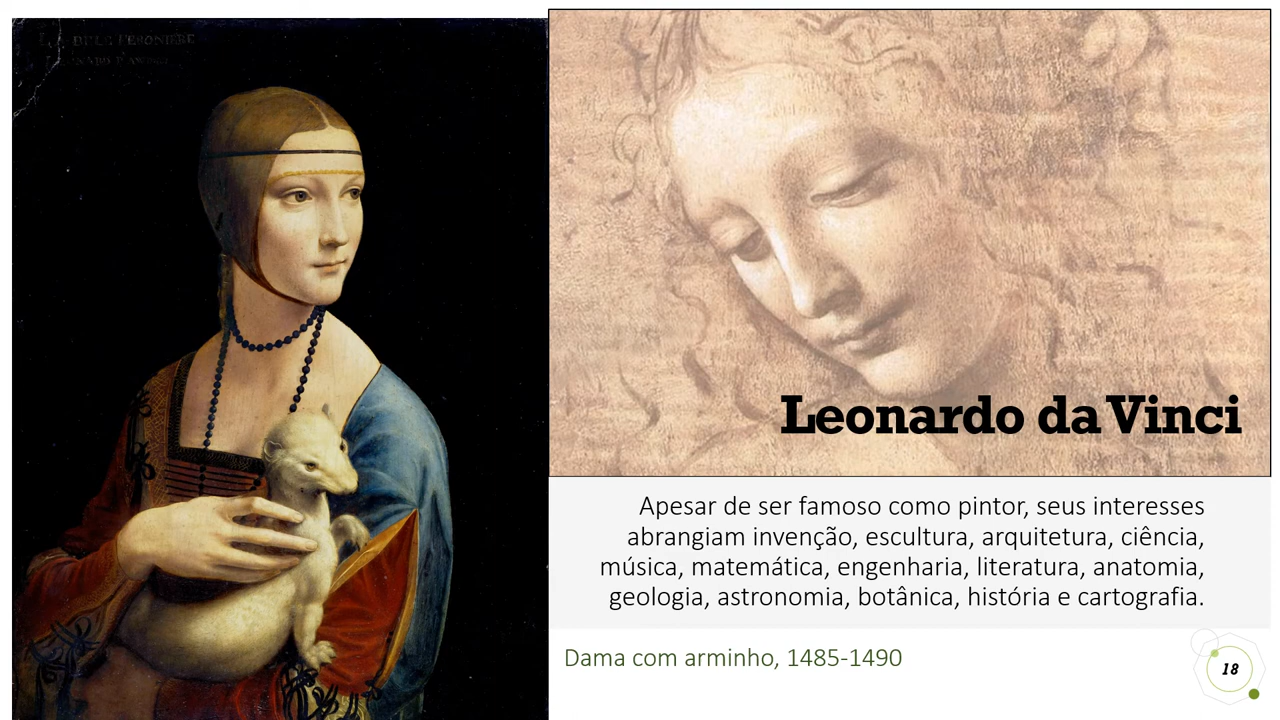 Leonardo da Vinci
Apesar de ser famoso como pintor, seus interesses
abrangiam invenção, escultura, arquitetura, ciência,
música, matemática, engenharia, literatura, anatomia,
geologia, astronomia, botânica, história e cartografia.
Dama com arminho, 1485-1490
18